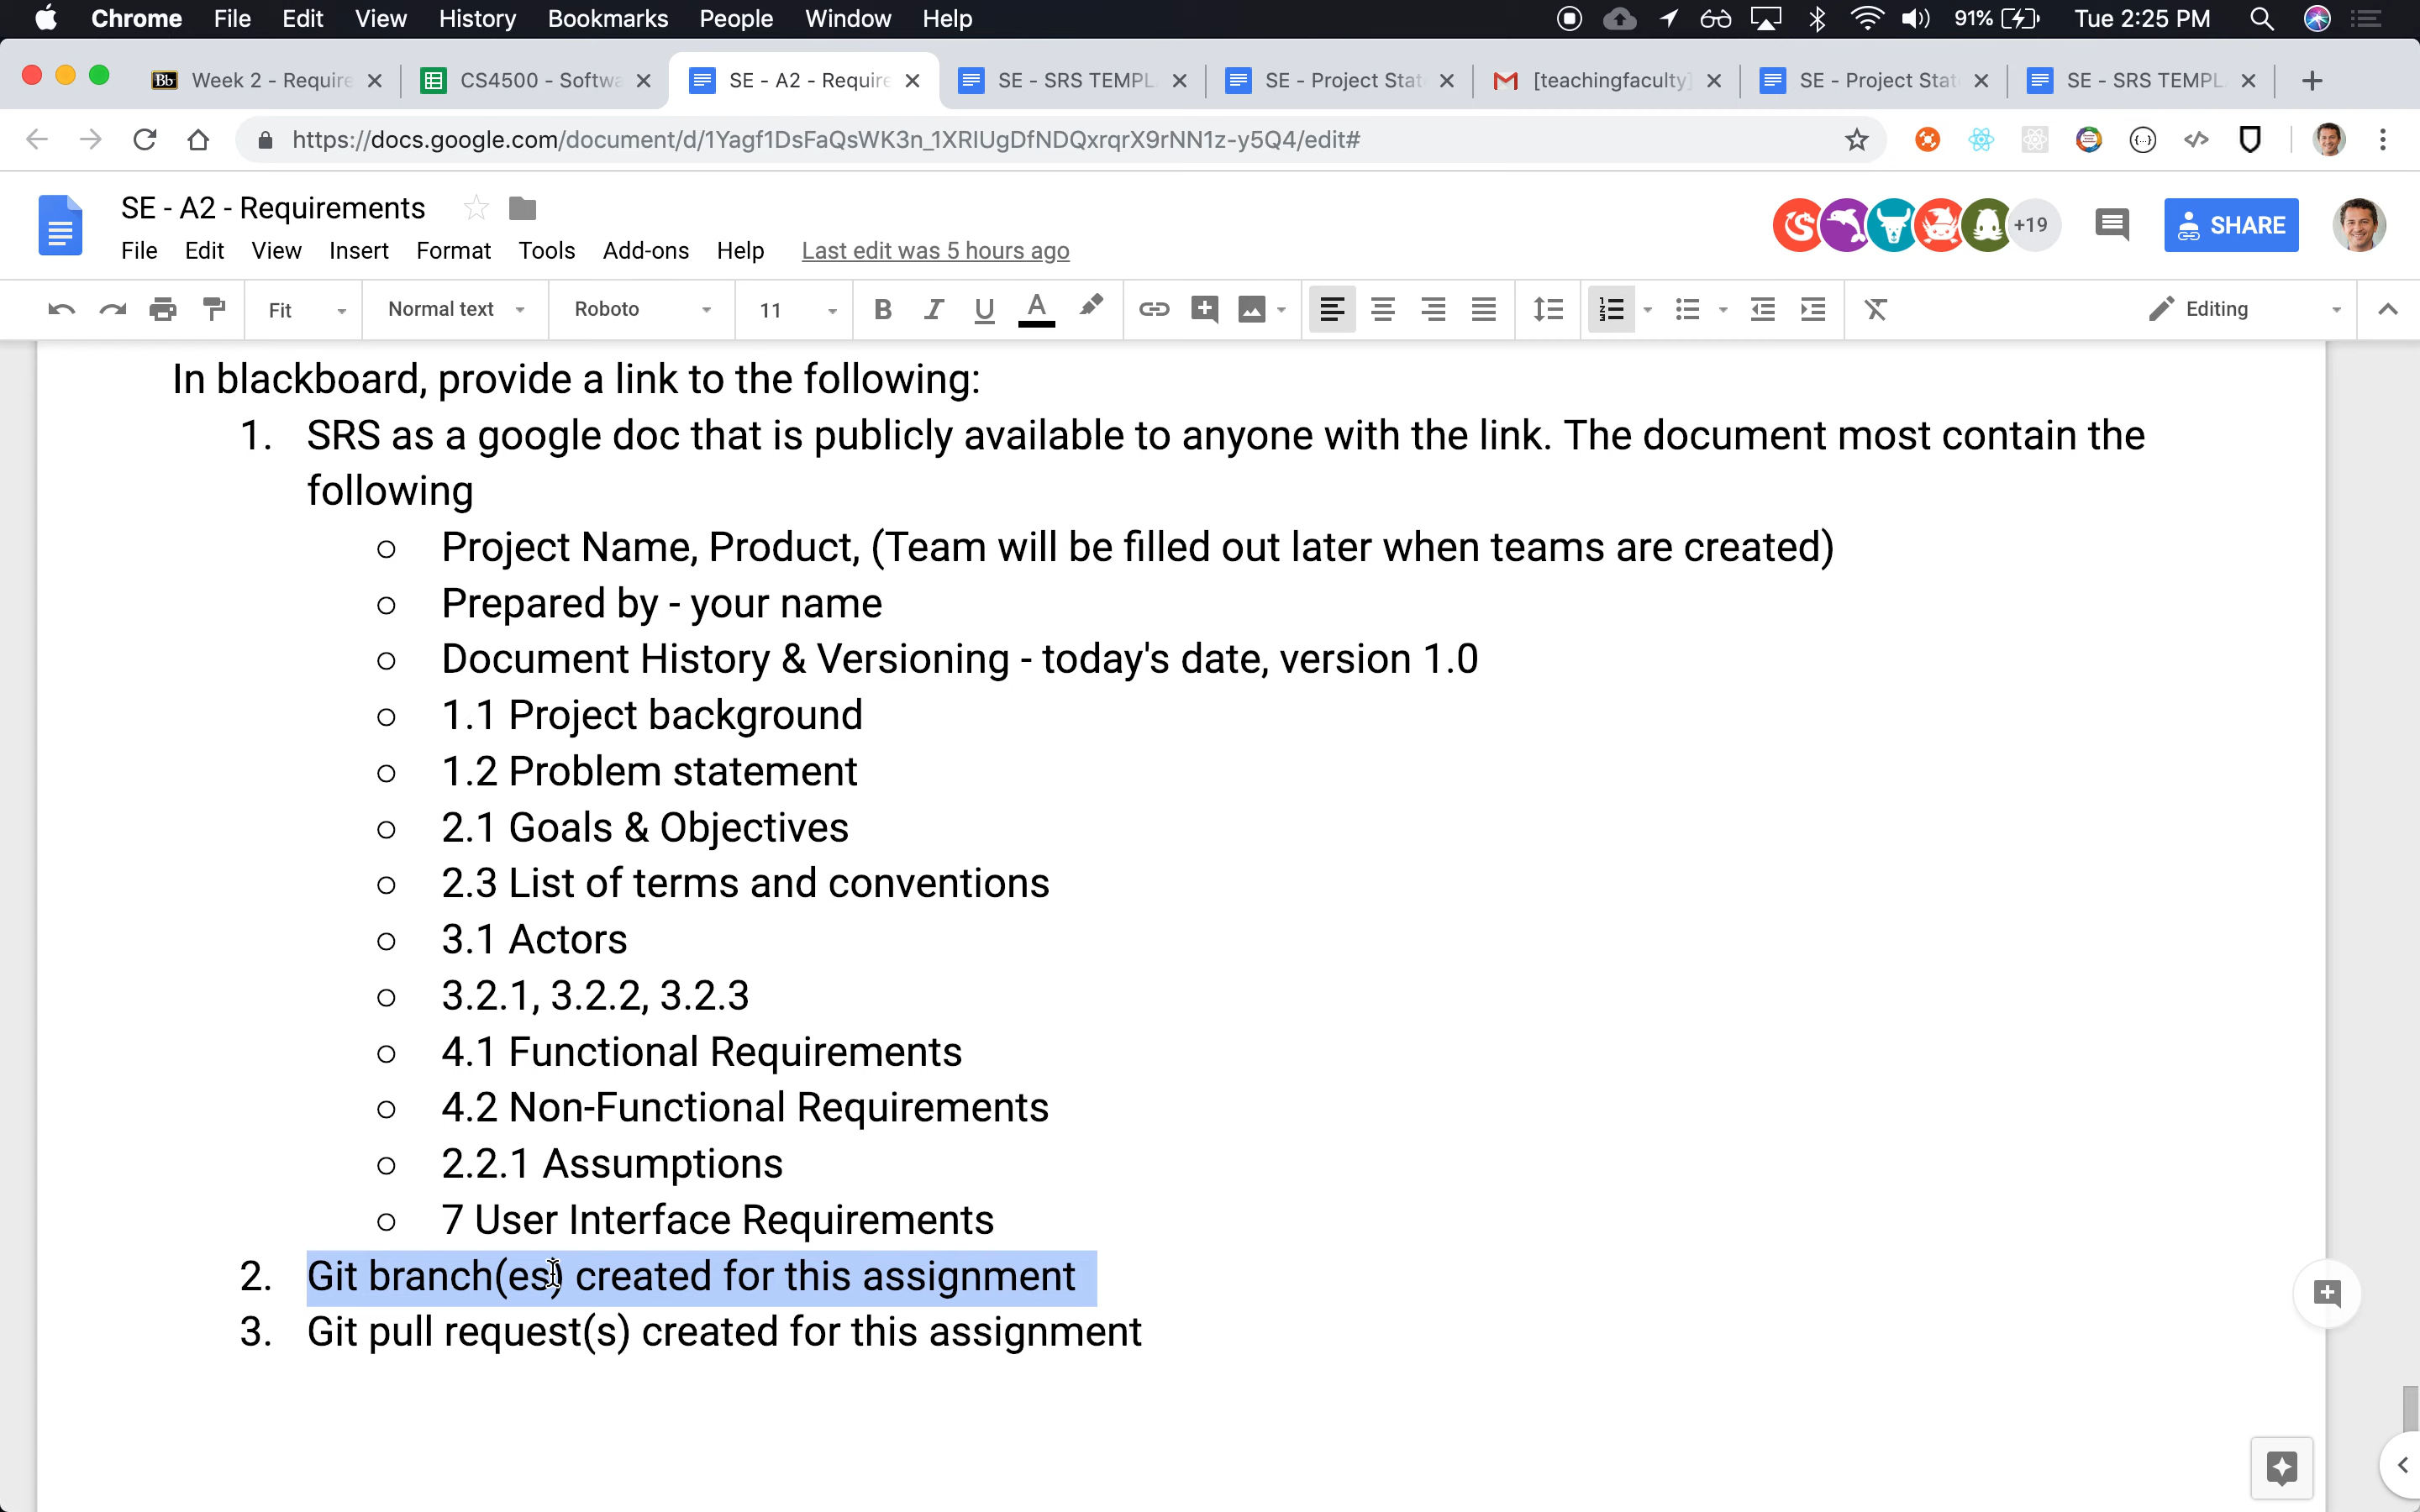 Chrome File Edit View History Bookmarks People Window Help 91% Tue 2:25 PM
Bb Week 2 - Require CS4500 - Softwa SE - A2 - Require SE - SRS TEMPL SE - Project Stat [teachingfaculty] SE - Project Stat SE - SRS TEMPL
https://docs.google.com/document/d/1Yagf1DsFaQsWK3n_1XRIUgDfNDQxrqrX9rNN1z-y5Q4/edit#
SE - A2 - Requirements
+19 SHARE
File Edit View Insert Format Tools Add-ons Help Last edit was 5 hours ago
Fit Normal text Roboto 11 B I U A Editing
In blackboard, provide a link to the following:
1. SRS as a google doc that is publicly available to anyone with the link. The document most contain the
following
○ Project Name, Product, (Team will be filled out later when teams are created)
○ Prepared by - your name
○ Document History & Versioning - today's date, version 1.0
○ 1.1 Project background
○ 1.2 Problem statement
○ 2.1 Goals & Objectives
○ 2.3 List of terms and conventions
○ 3.1 Actors
○ 3.2.1, 3.2.2, 3.2.3
○ 4.1 Functional Requirements
○ 4.2 Non-Functional Requirements
○ 2.2.1 Assumptions
○ 7 User Interface Requirements
2. Git branch(es) created for this assignment
3. Git pull request(s) created for this assignment